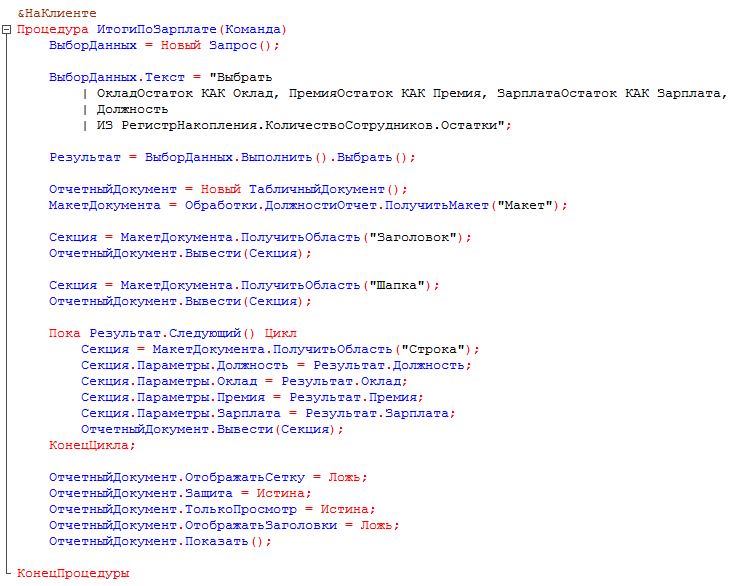 &НаКлиенте
Процедура ИтогиПоЗарплате(Команда)
ВыборДанных = Новый Запрос();
ВыборДанных.Текст = "Выбрать
| ОкладОстаток КАК Оклад, ПремияОстаток КАК Премия, ЗарплатаОстаток КАК Зарплата,
| Должность
| ИЗ РегистрНакопления.КоличествоСотрудников.Остатки";
Результат = ВыборДанных.Выполнить().Выбрать();
ОтчетныйДокумент = Новый ТабличныйДокумент();
МакетДокумента = Обработки.ДолжностиОтчет.ПолучитьМакет("Макет");
Секция = МакетДокумента.ПолучитьОбласть("Заголовок");
ОтчетныйДокумент.Вывести(Секция);
Секция = МакетДокумента.ПолучитьОбласть("Шапка");
ОтчетныйДокумент.Вывести(Секция);
Пока Результат.Следующий() Цикл
Секция = МакетДокумента.ПолучитьОбласть("Строка");
Секция.Параметры.Должность = Результат.Должность;
Секция.Параметры.Оклад = Результат.Оклад;
Секция.Параметры.Премия = Результат.Премия;
Секция.Параметры.Зарплата = Результат.Зарплата;
ОтчетныйДокумент.Вывести(Секция);
КонецЦикла;
ОтчетныйДокумент.ОтображатьСетку = Ложь;
ОтчетныйДокумент.Защита = Истина;
ОтчетныйДокумент.ТолькоПросмотр = Истина;
ОтчетныйДокумент.ОтображатьЗаголовки = Ложь;
ОтчетныйДокумент.Показать();
КонецПроцедуры